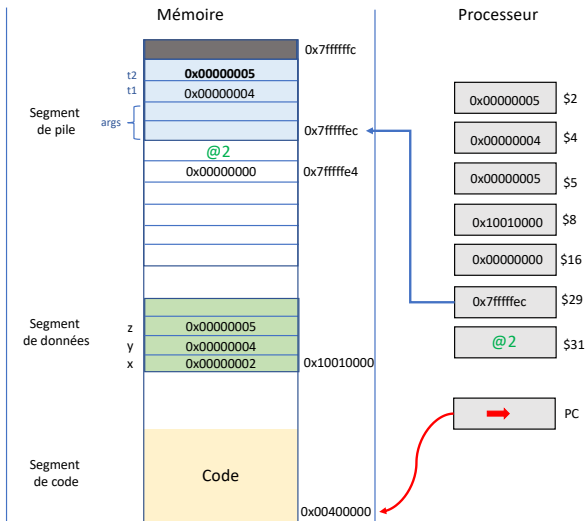 Mémoire
Processeur
0x7ffffffc
t2 0x00000005
t1 0x00000004
Segment de pile
args
0x7fffffec
@2
0x00000000 0x7fffffe4
0x00000005 $2
0x00000004 $4
0x00000005 $5
0x10010000 $8
0x00000000 $16
0x7fffffec $29
@2 $31
PC
Segment de données
z 0x00000005
y 0x00000004
x 0x00000002 0x10010000
Segment de code
Code
0x00400000